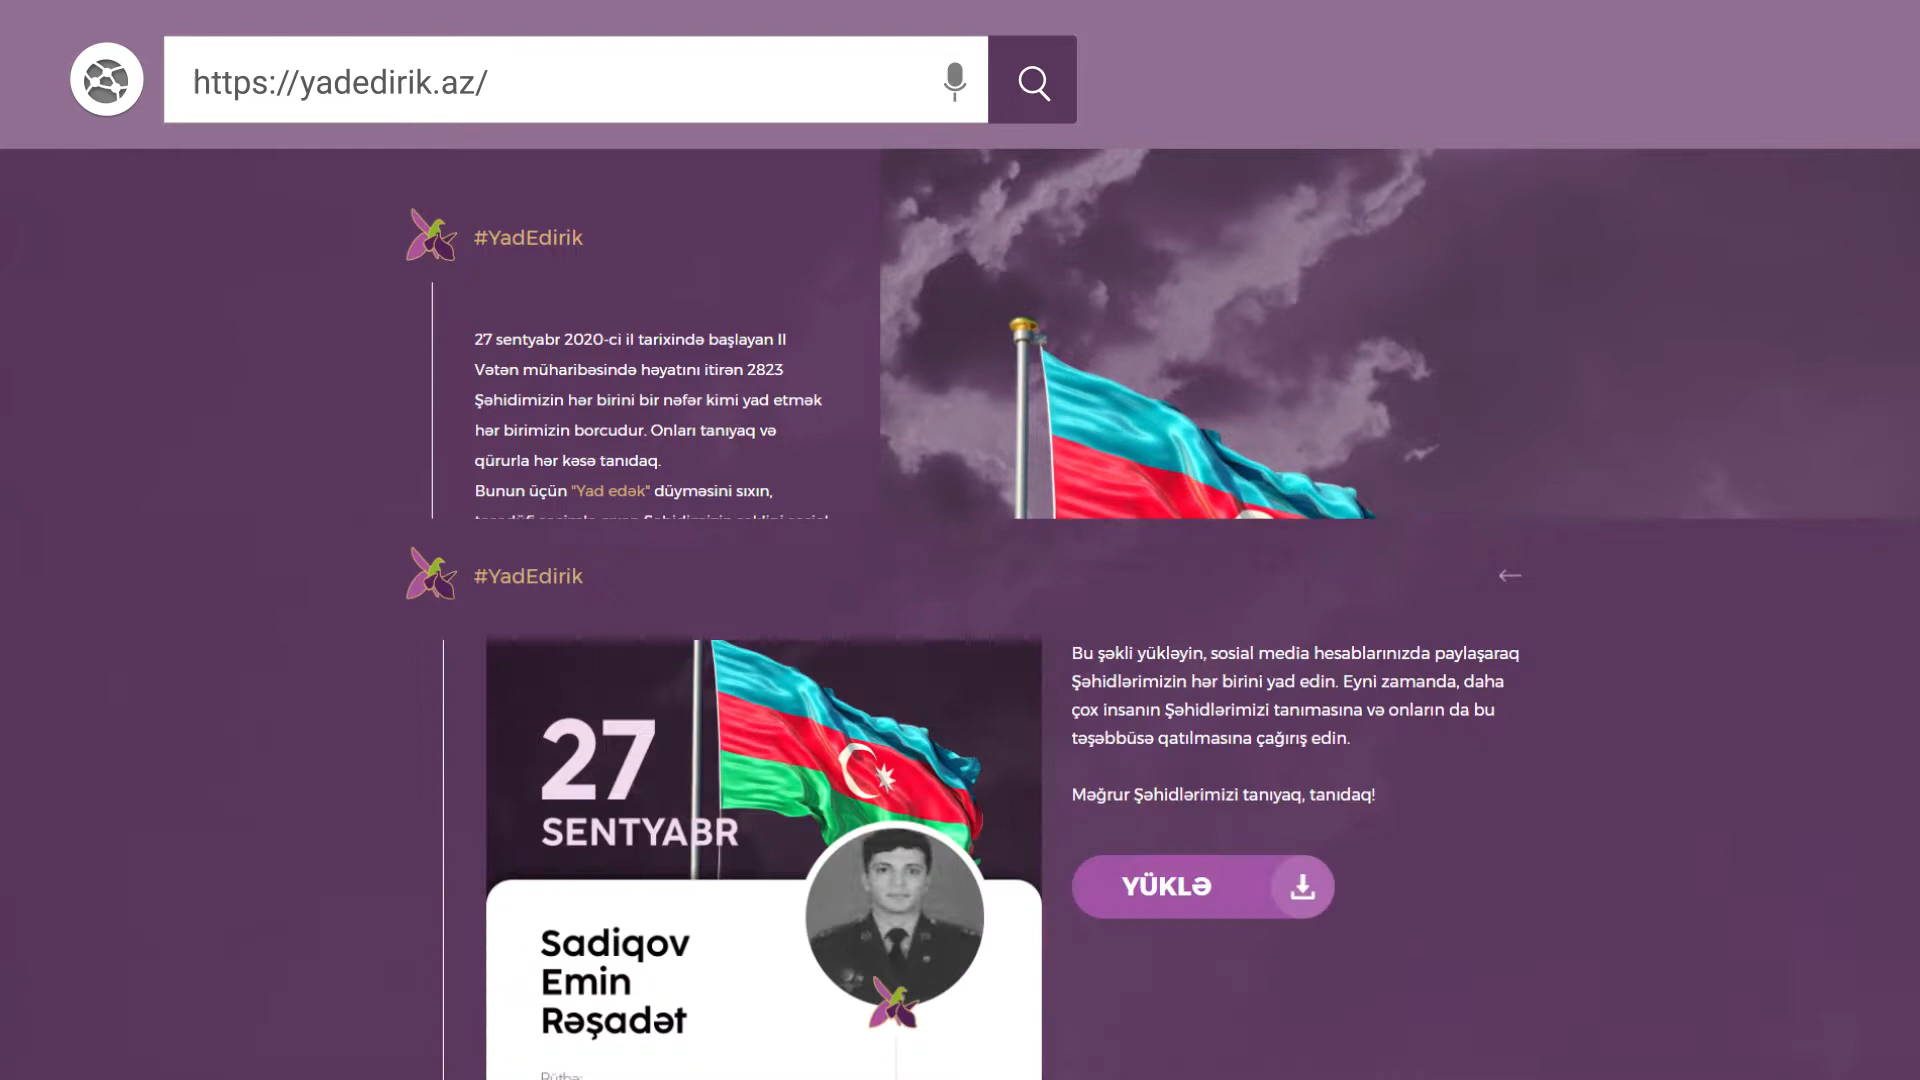 https://yadedirik.az/
#YadEdirik
27 sentyabr 2020-ci il tarixində başlayan II
Vətən müharibəsində həyatını itirən 2823
Şəhidimizin hər birini bir nəfər kimi yad etmək
hər birimizin borcudur. Onları tanıyaq və
qürurla hər kəsə tanıdaq.
Bunun üçün "Yad edək" düyməsini sıxın,
#YadEdirik
27
SENTYABR
Sadiqov
Emin
Rəşadət
Rütbə:
Bu şəkli yükləyin, sosial media hesablarınızda paylaşaraq
Şəhidlərimizin hər birini yad edin. Eyni zamanda, daha
çox insanın Şəhidlərimizi tanımasına və onların da bu
təşəbbüsə qatılmasına çağırış edin.
Məğrur Şəhidlərimizi tanıyaq, tanıdaq!
YÜKLƏ